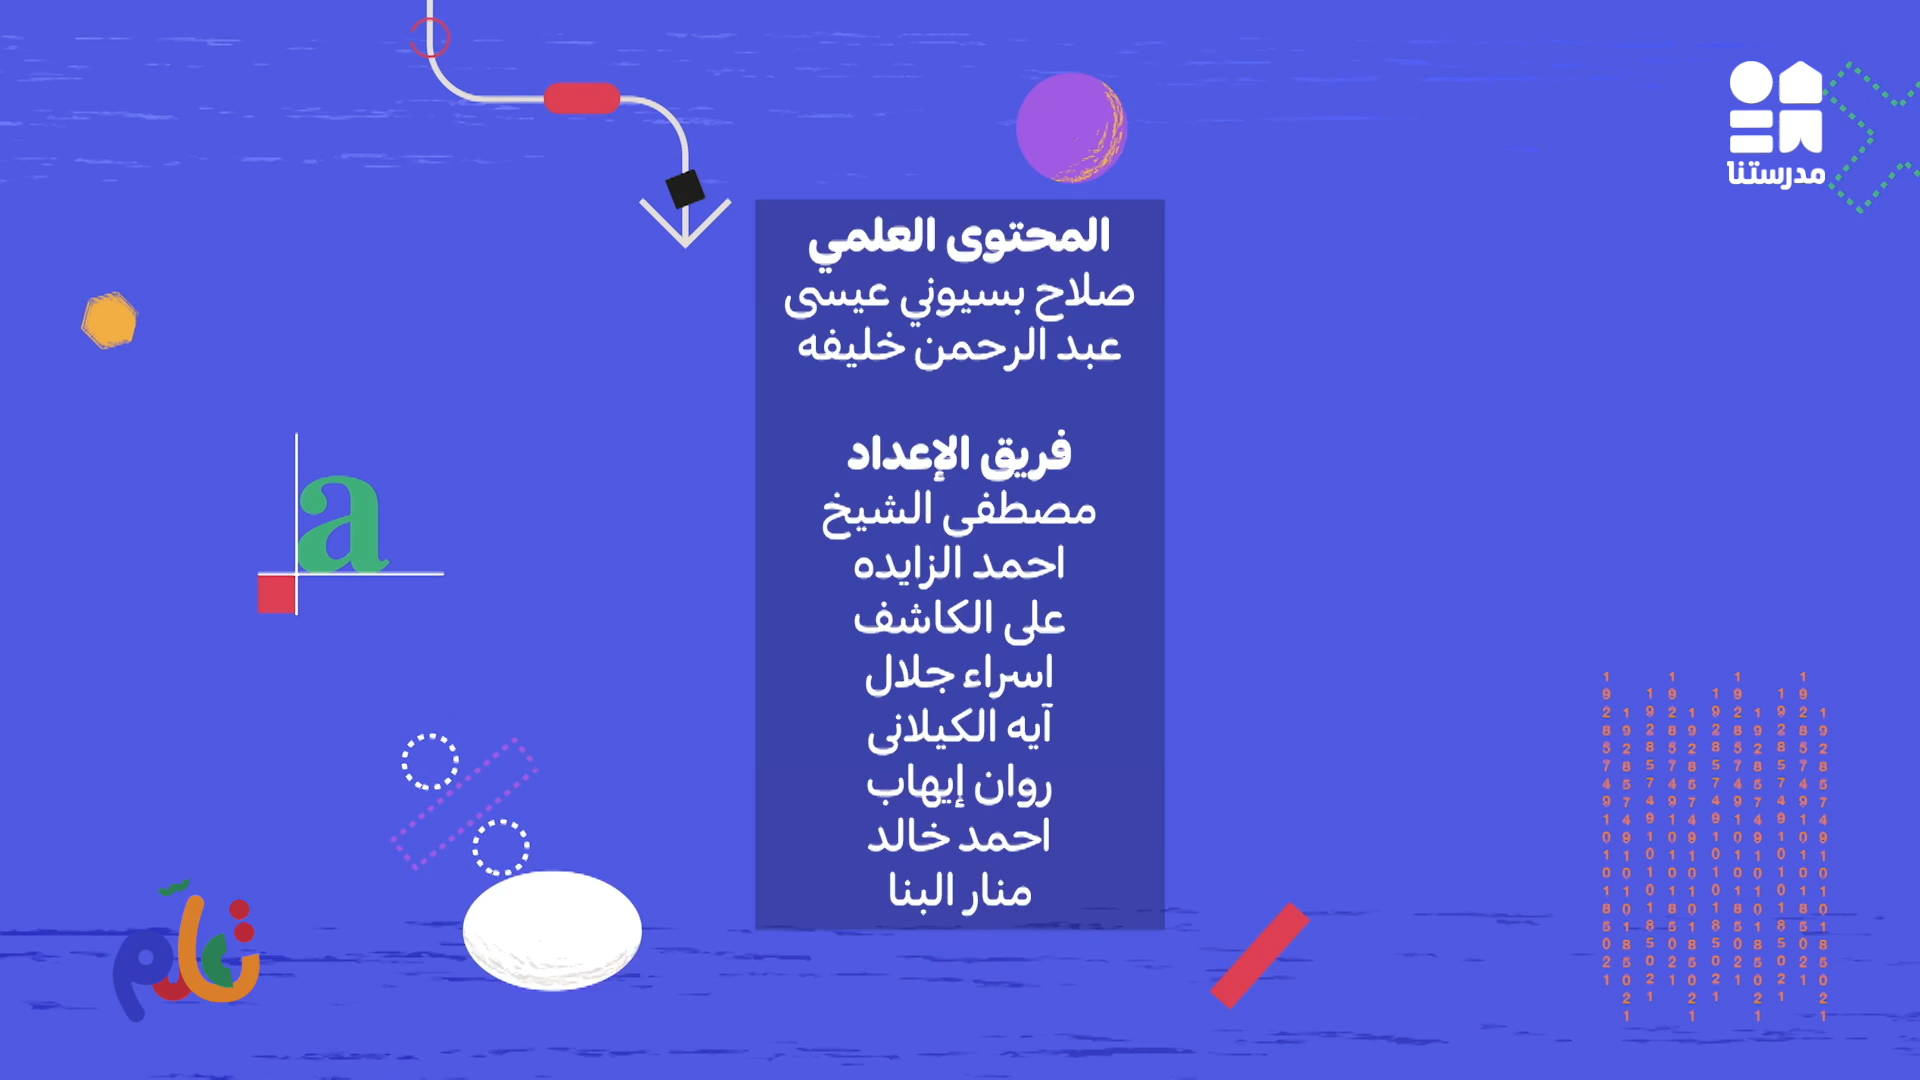 مدرستنا
المحتوى العلمي
صلاح بسيوني عيسى
عبد الرحمن خليفه
فريق الإعداد
مصطفى الشيخ
احمد الزايده
على الكاشف
اسراء جلال
آيه الكيلانى
روان إيهاب
احمد خالد
منار البنا
a
تعلم